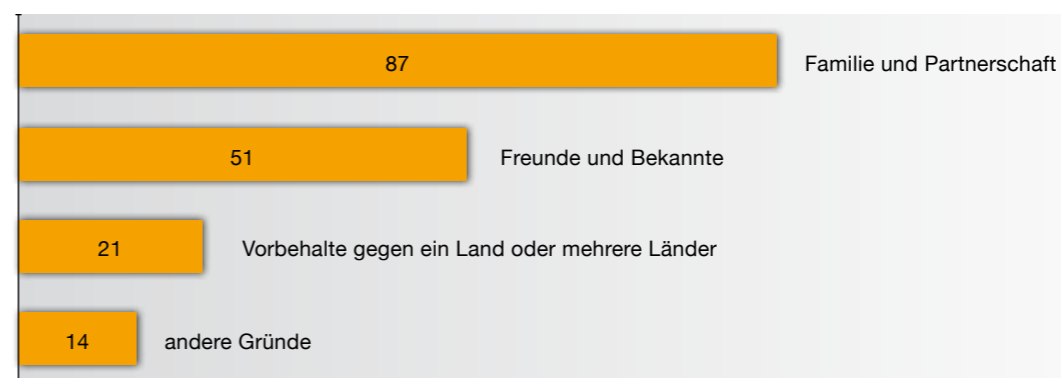 87 Familie und Partnerschaft
51 Freunde und Bekannte
21 Vorbehalte gegen ein Land oder mehrere Länder
14 andere Gründe